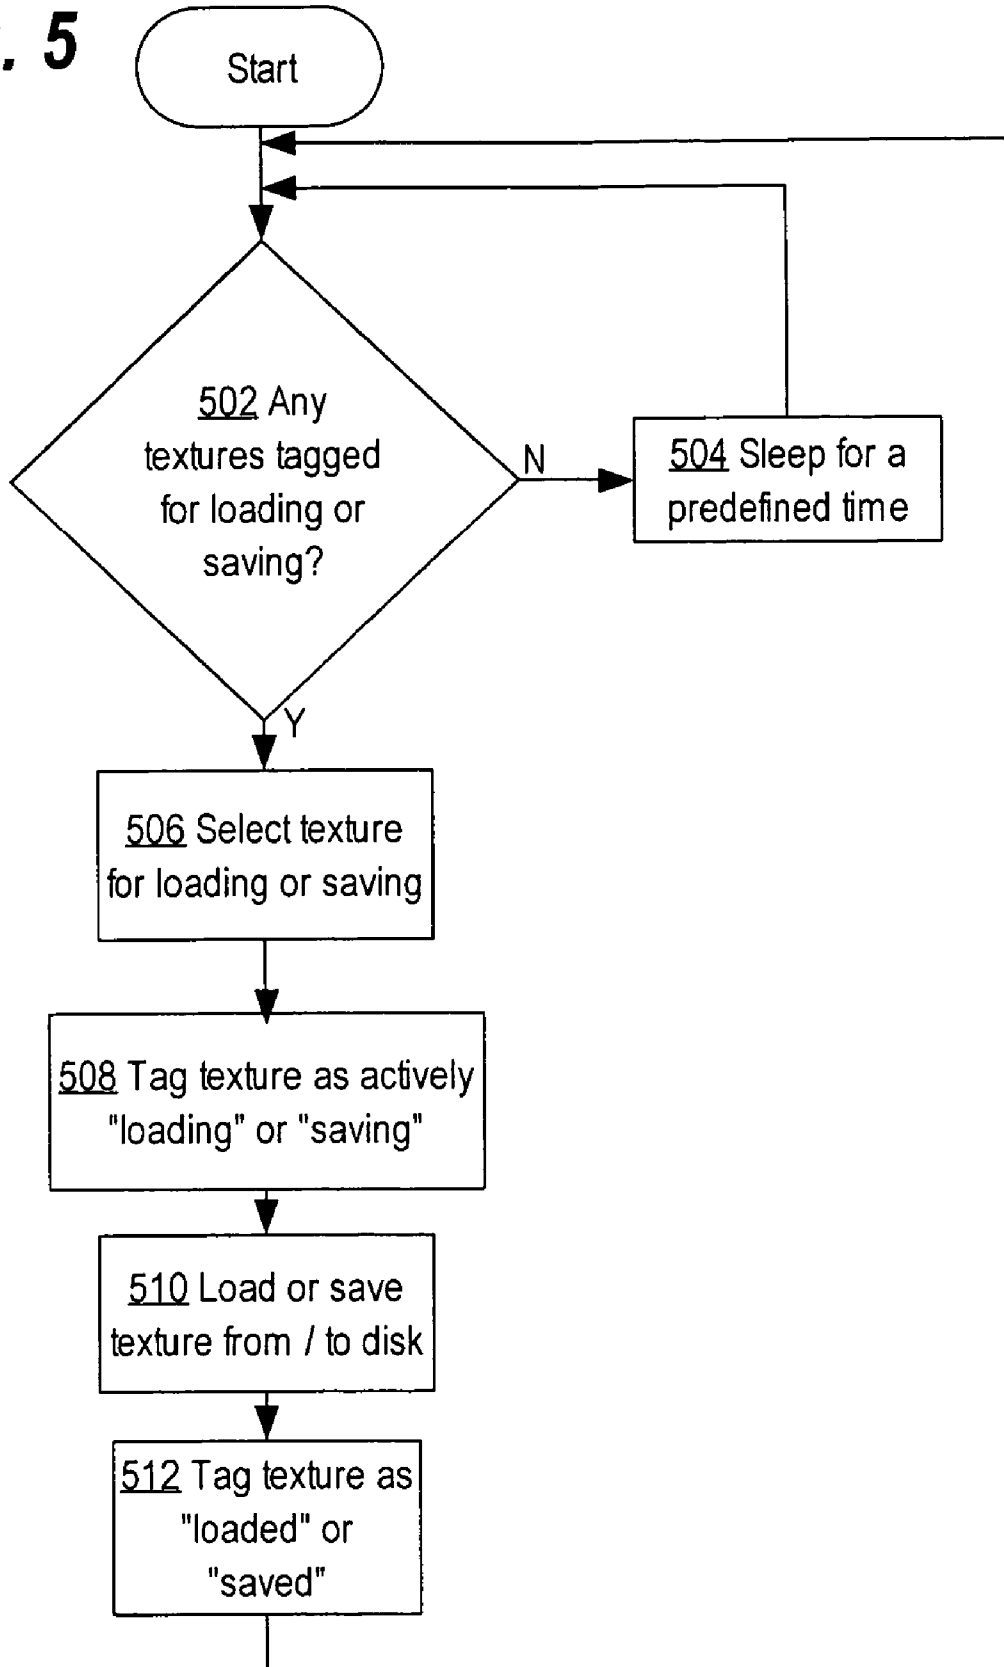 . 5
Start
502 Any
textures tagged
for loading or
saving?
N
504 Sleep for a
predefined time
Y
506 Select texture
for loading or saving
508 Tag texture as actively
"loading" or "saving"
510 Load or save
texture from / to disk
512 Tag texture as
"loaded" or
"saved"